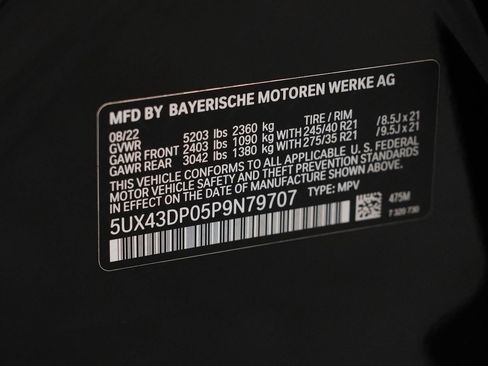 MFD BY BAYERISCHE MOTOREN WERKE AG
08/22 5203 lbs 2360 kg TIRE / RIM
GVWR
GAWR FRONT 2403 lbs 1090 kg WITH 245/40 R21 /8.5J x 21
GAWR REAR 3042 lbs 1380 kg WITH 275/35 R21 /9.5J x 21
THIS VEHICLE CONFORMS TO ALL APPLICABLE U. S. FEDERAL
MOTOR VEHICLE SAFETY AND THEFT PREVENTION STANDARDS
IN EFFECT ON THE DATE OF MANUFACTURE SHOWN ABOVE.
5UX43DP05P9N79707 TYPE: MPV
475M
7 320 730